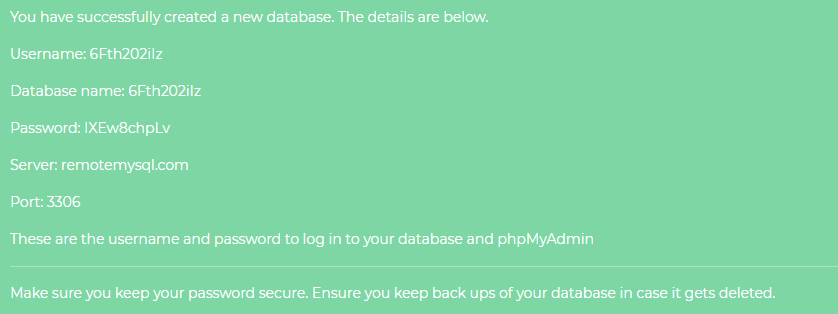 You have successfully created a new database. The details are below.
Username: 6Fth202iIz
Database name: 6Fth202iIz
Password: IXEw8chpLv
Server: remotemysql.com
Port: 3306
These are the username and password to log in to your database and phpMyAdmin
Make sure you keep your password secure. Ensure you keep back ups of your database in case it gets deleted.